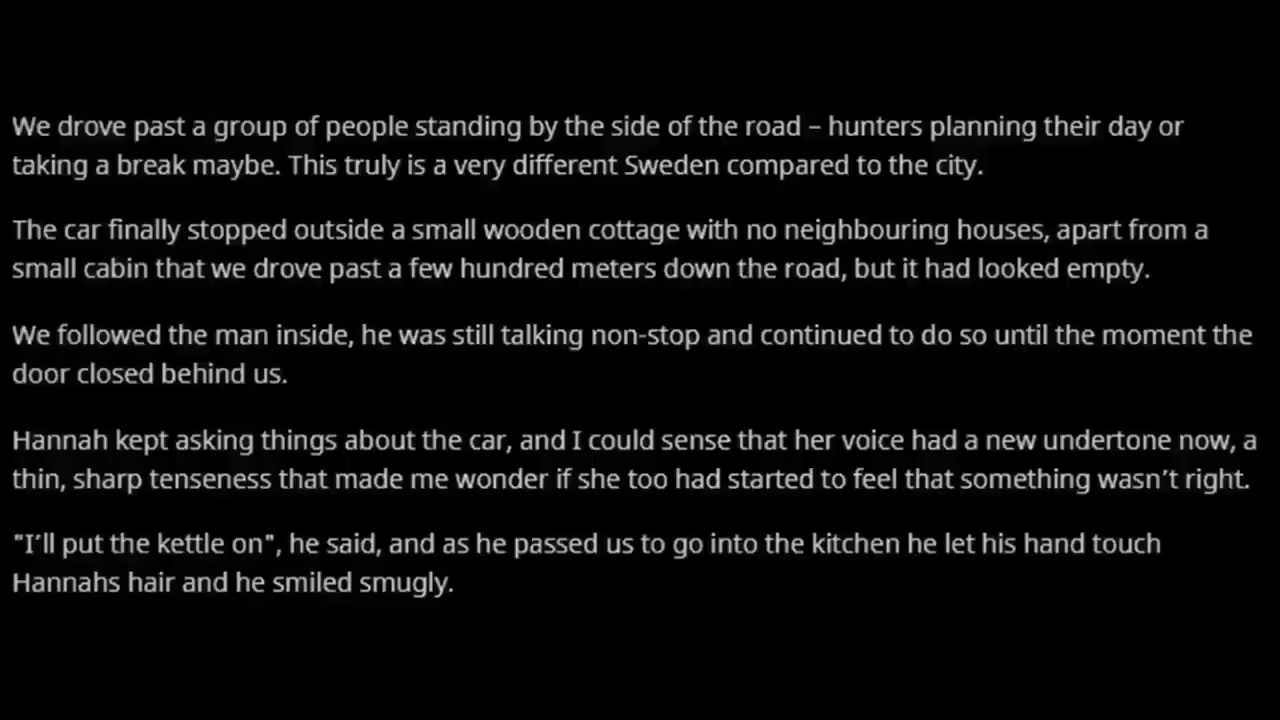 We drove past a group of people standing by the side of the road – hunters planning their day or
taking a break maybe. This truly is a very different Sweden compared to the city.
The car finally stopped outside a small wooden cottage with no neighbouring houses, apart from a
small cabin that we drove past a few hundred meters down the road, but it had looked empty.
We followed the man inside, he was still talking non-stop and continued to do so until the moment the
door closed behind us.
Hannah kept asking things about the car, and I could sense that her voice had a new undertone now, a
thin, sharp tenseness that made me wonder if she too had started to feel that something wasn’t right.
"I’ll put the kettle on", he said, and as he passed us to go into the kitchen he let his hand touch
Hannahs hair and he smiled smugly.